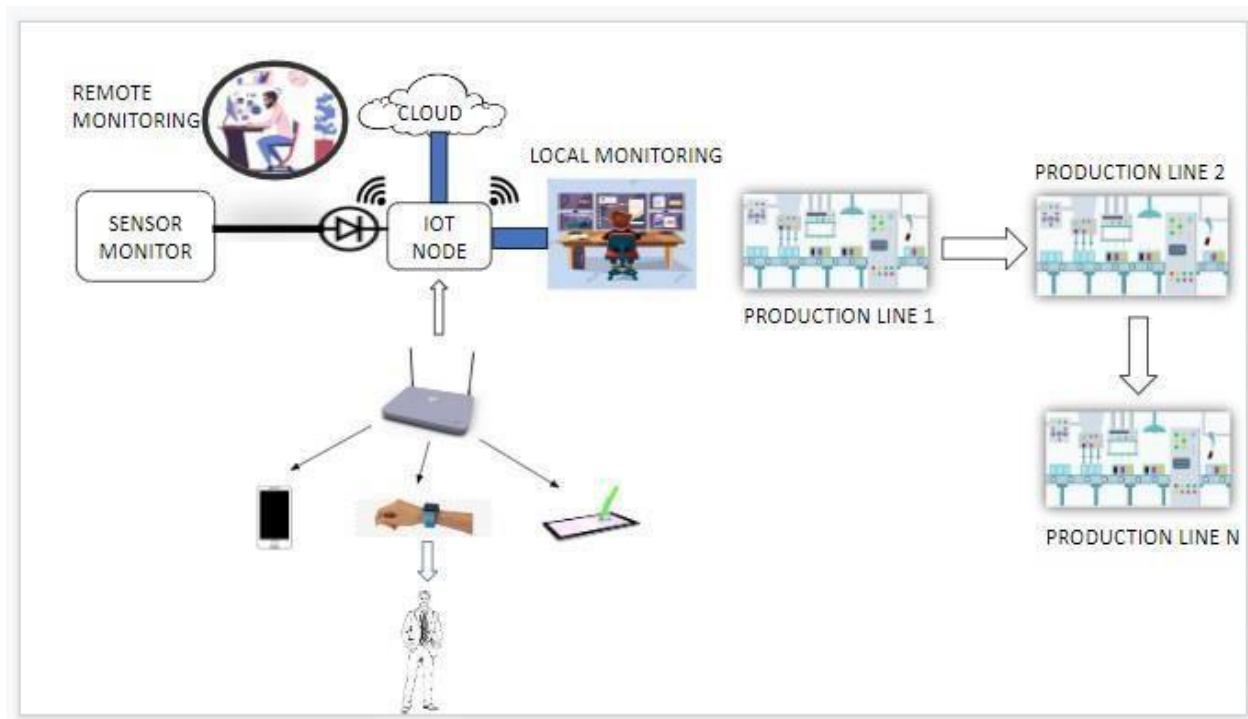 REMOTE
MONITORING
CLOUD
LOCAL MONITORING
SENSOR
MONITOR
IOT
NODE
PRODUCTION LINE 1
PRODUCTION LINE 2
PRODUCTION LINE N